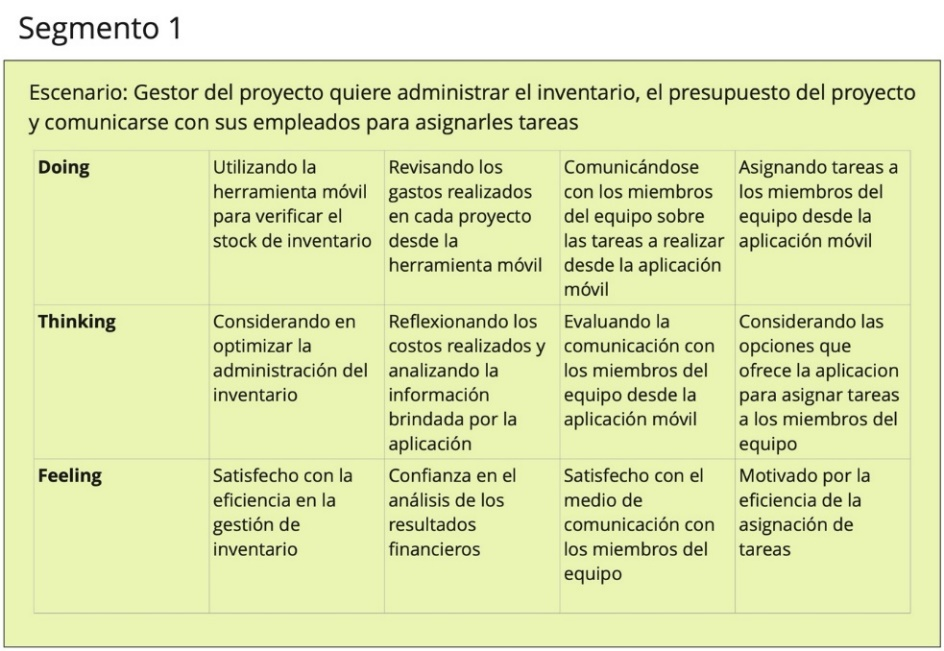 Segmento 1
Escenario: Gestor del proyecto quiere administrar el inventario, el presupuesto del proyecto
y comunicarse con sus empleados para asignarles tareas
Doing
Utilizando la
herramienta móvil
para verificar el
stock de inventario
Revisando los
gastos realizados
en cada proyecto
desde la
herramienta móvil
Comunicándose
con los miembros
del equipo sobre
las tareas a realizar
desde la aplicación
móvil
Asignando tareas a
los miembros del
equipo desde la
aplicación móvil
Thinking
Considerando en
optimizar la
administración del
inventario
Reflexionando los
costos realizados y
analizando la
información
brindada por la
aplicación
Evaluando la
comunicación con
los miembros del
equipo desde la
aplicación móvil
Considerando las
opciones que
ofrece la aplicacion
para asignar tareas
a los miembros del
equipo
Feeling
Satisfecho con la
eficiencia en la
gestión de
inventario
Confianza en el
análisis de los
resultados
financieros
Satisfecho con el
medio de
comunicación con
los miembros del
equipo
Motivado por la
eficiencia de la
asignación de
tareas